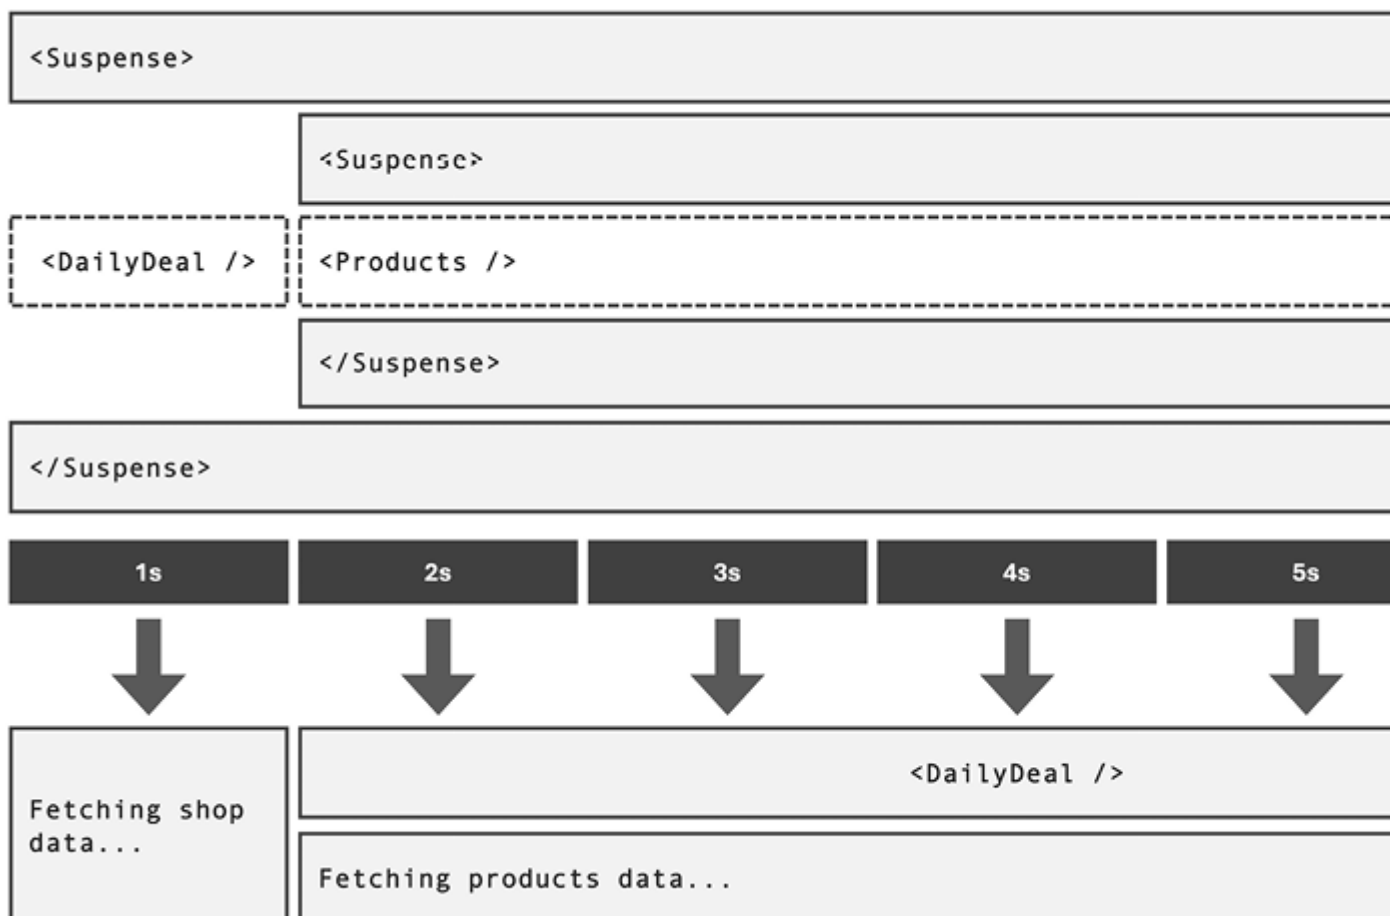 <Suspense>
<Suspense>
<DailyDeal /> <Products />
</Suspense>
</Suspense>
1s 2s 3s 4s 5s
<DailyDeal />
Fetching shop
data...
Fetching products data...